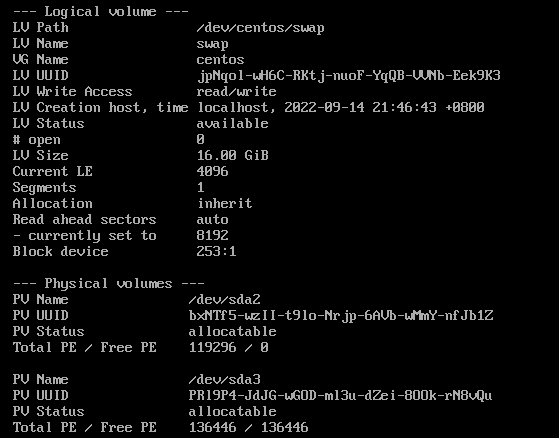 --- Logical volume ---
LV Path                /dev/centos/swap
LV Name                swap
VG Name                centos
LV UUID                jpNqol-wH6C-RKtj-nuoF-YqQB-VVNb-Eek9K3
LV Write Access        read/write
LV Creation host, time localhost, 2022-09-14 21:46:43 +0800
LV Status              available
# open                 0
LV Size                16.00 GiB
Current LE             4096
Segments               1
Allocation             inherit
Read ahead sectors     auto
- currently set to     8192
Block device           253:1
--- Physical volumes ---
PV Name               /dev/sda2
PV UUID               bxNTf5-wzII-t9lo-Nrjp-6AVb-wMmY-nfJb1Z
PV Status             allocatable
Total PE / Free PE    119296 / 0
PV Name               /dev/sda3
PV UUID               PRl9P4-JdJG-wGOD-ml3u-dZei-8OOk-rN8vQu
PV Status             allocatable
Total PE / Free PE    136446 / 136446